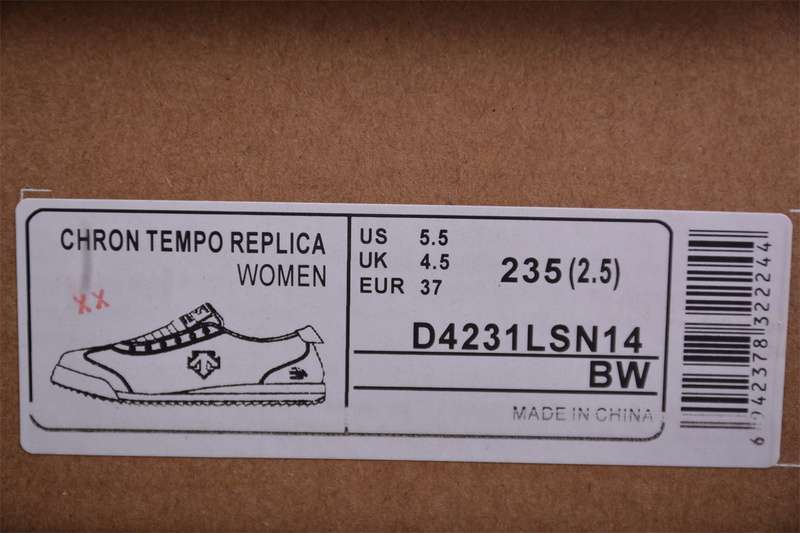 CHRON TEMPO REPLICA
WOMEN
XX
US 5.5
UK 4.5
EUR 37
235 (2.5)
D4231LSN14
BW
MADE IN CHINA
6 942378 322244